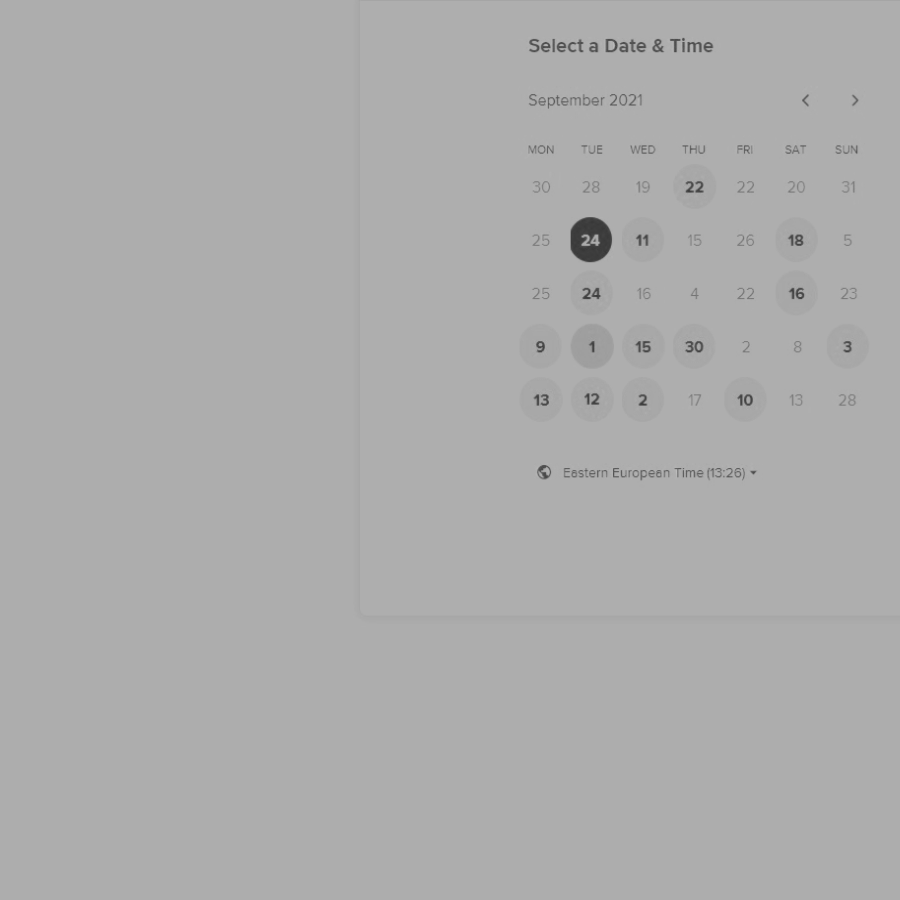 Select a Date & Time
September 2021
MON TUE WED THU FRI SAT SUN
30 28 19 22 22 20 31
25 24 11 15 26 18 5
25 24 16 4 22 16 23
9 1 15 30 2 8 3
13 12 2 17 10 13 28
Eastern European Time (13:26)